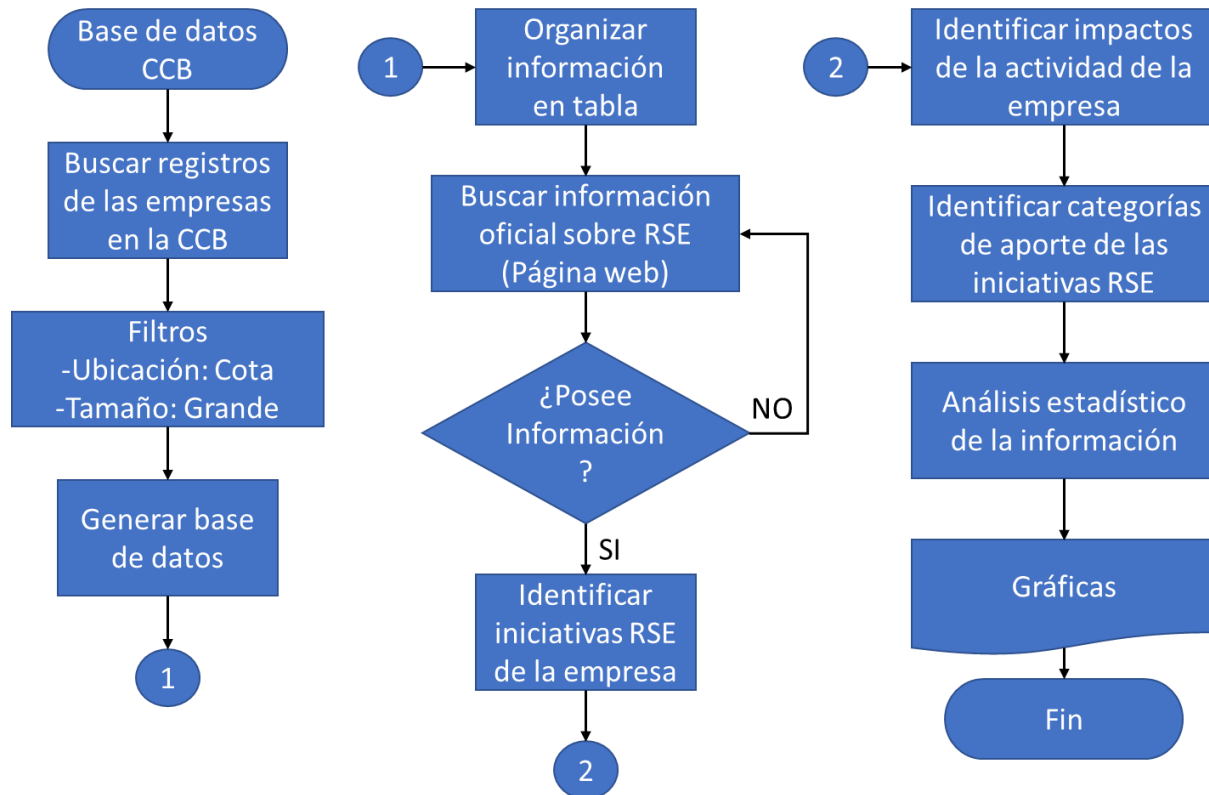 Base de datos
CCB
Buscar registros
de las empresas
en la CCB
Filtros
-Ubicación: Cota
-Tamaño: Grande
Generar base
de datos
1
1
Organizar
información
en tabla
Buscar información
oficial sobre RSE
(Página web)
¿Posee
Información
?
NO
SI
Identificar
iniciativas RSE
de la empresa
2
2
Identificar impactos
de la actividad de la
empresa
Identificar categorías
de aporte de las
iniciativas RSE
Análisis estadístico
de la información
Gráficas
Fin